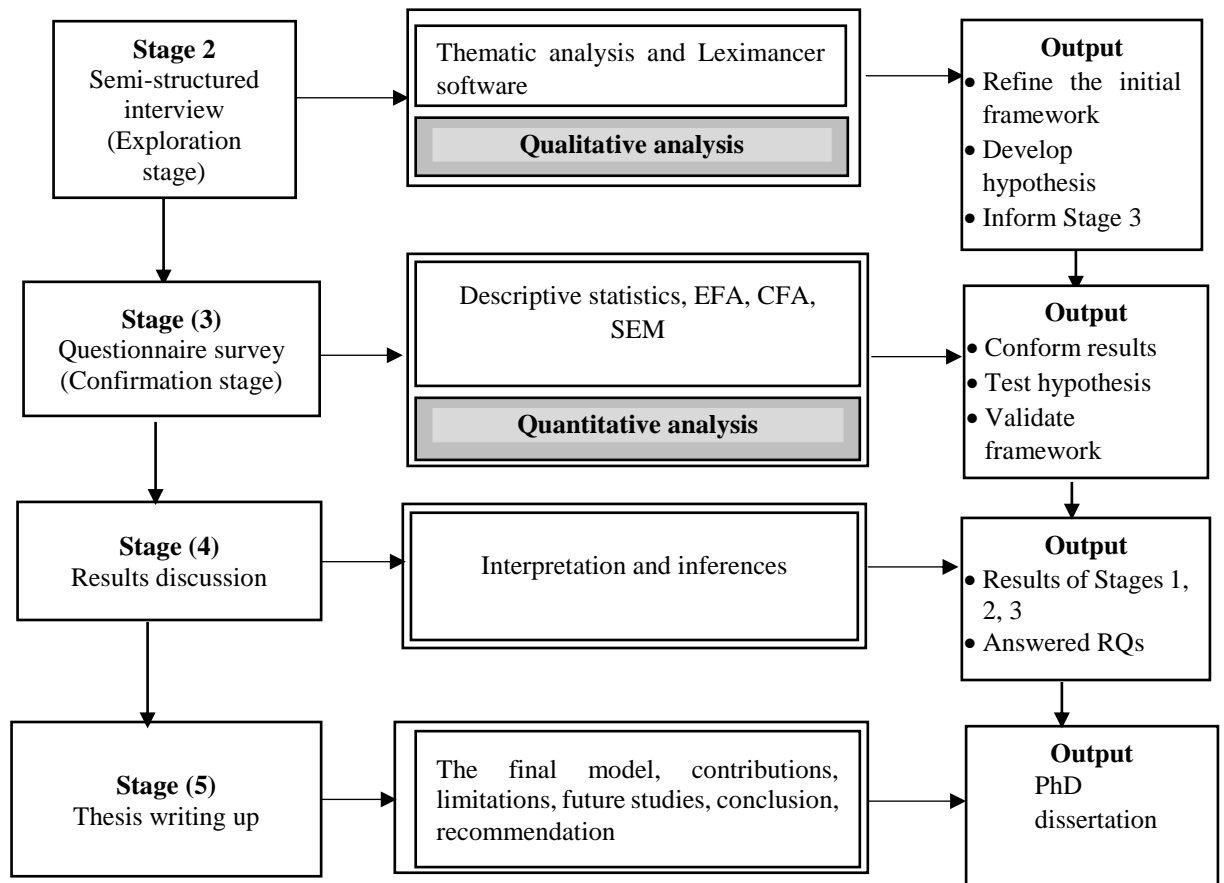 Stage 2
Semi-structured
interview
(Exploration
stage)
Thematic analysis and Leximancer
software
Qualitative analysis
Output
• Refine the initial
framework
• Develop
hypothesis
• Inform Stage 3
Stage (3)
Questionnaire survey
(Confirmation stage)
Descriptive statistics, EFA, CFA,
SEM
Quantitative analysis
Output
• Conform results
• Test hypothesis
• Validate
framework
Stage (4)
Results discussion
Interpretation and inferences
Output
• Results of Stages 1,
2, 3
• Answered RQs
Stage (5)
Thesis writing up
The final model, contributions,
limitations, future studies, conclusion,
recommendation
Output
PhD
dissertation